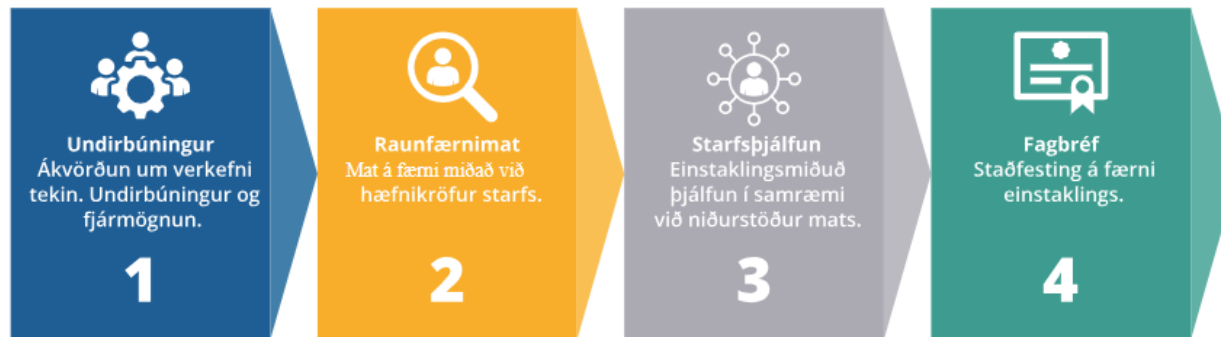 Undirbúningur
Ákvörðun um verkefni
tekin. Undirbúningur og
fjármögnun.
1
Raunfærnimat
Mat á færni miðað við
hæfnikröfur starfs.
2
Starfsþjálfun
Einstaklingsmiðuð
þjálfun í samræmi
við niðurstöður mats.
3
Fagbréf
Staðfesting á færni
einstaklings.
4